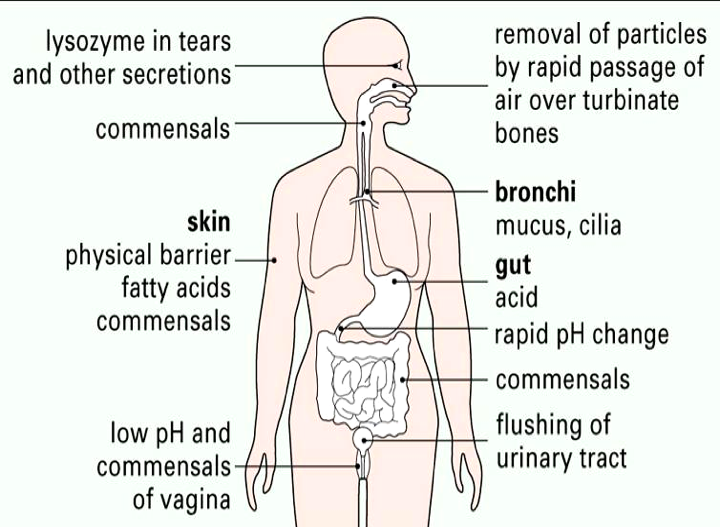 lysozyme in tears
and other secretions
commensals
skin
physical barrier
fatty acids
commensals
low pH and
commensals
of vagina
removal of particles
by rapid passage of
air over turbinate
bones
bronchi
mucus, cilia
gut
acid
rapid pH change
commensals
flushing of
urinary tract